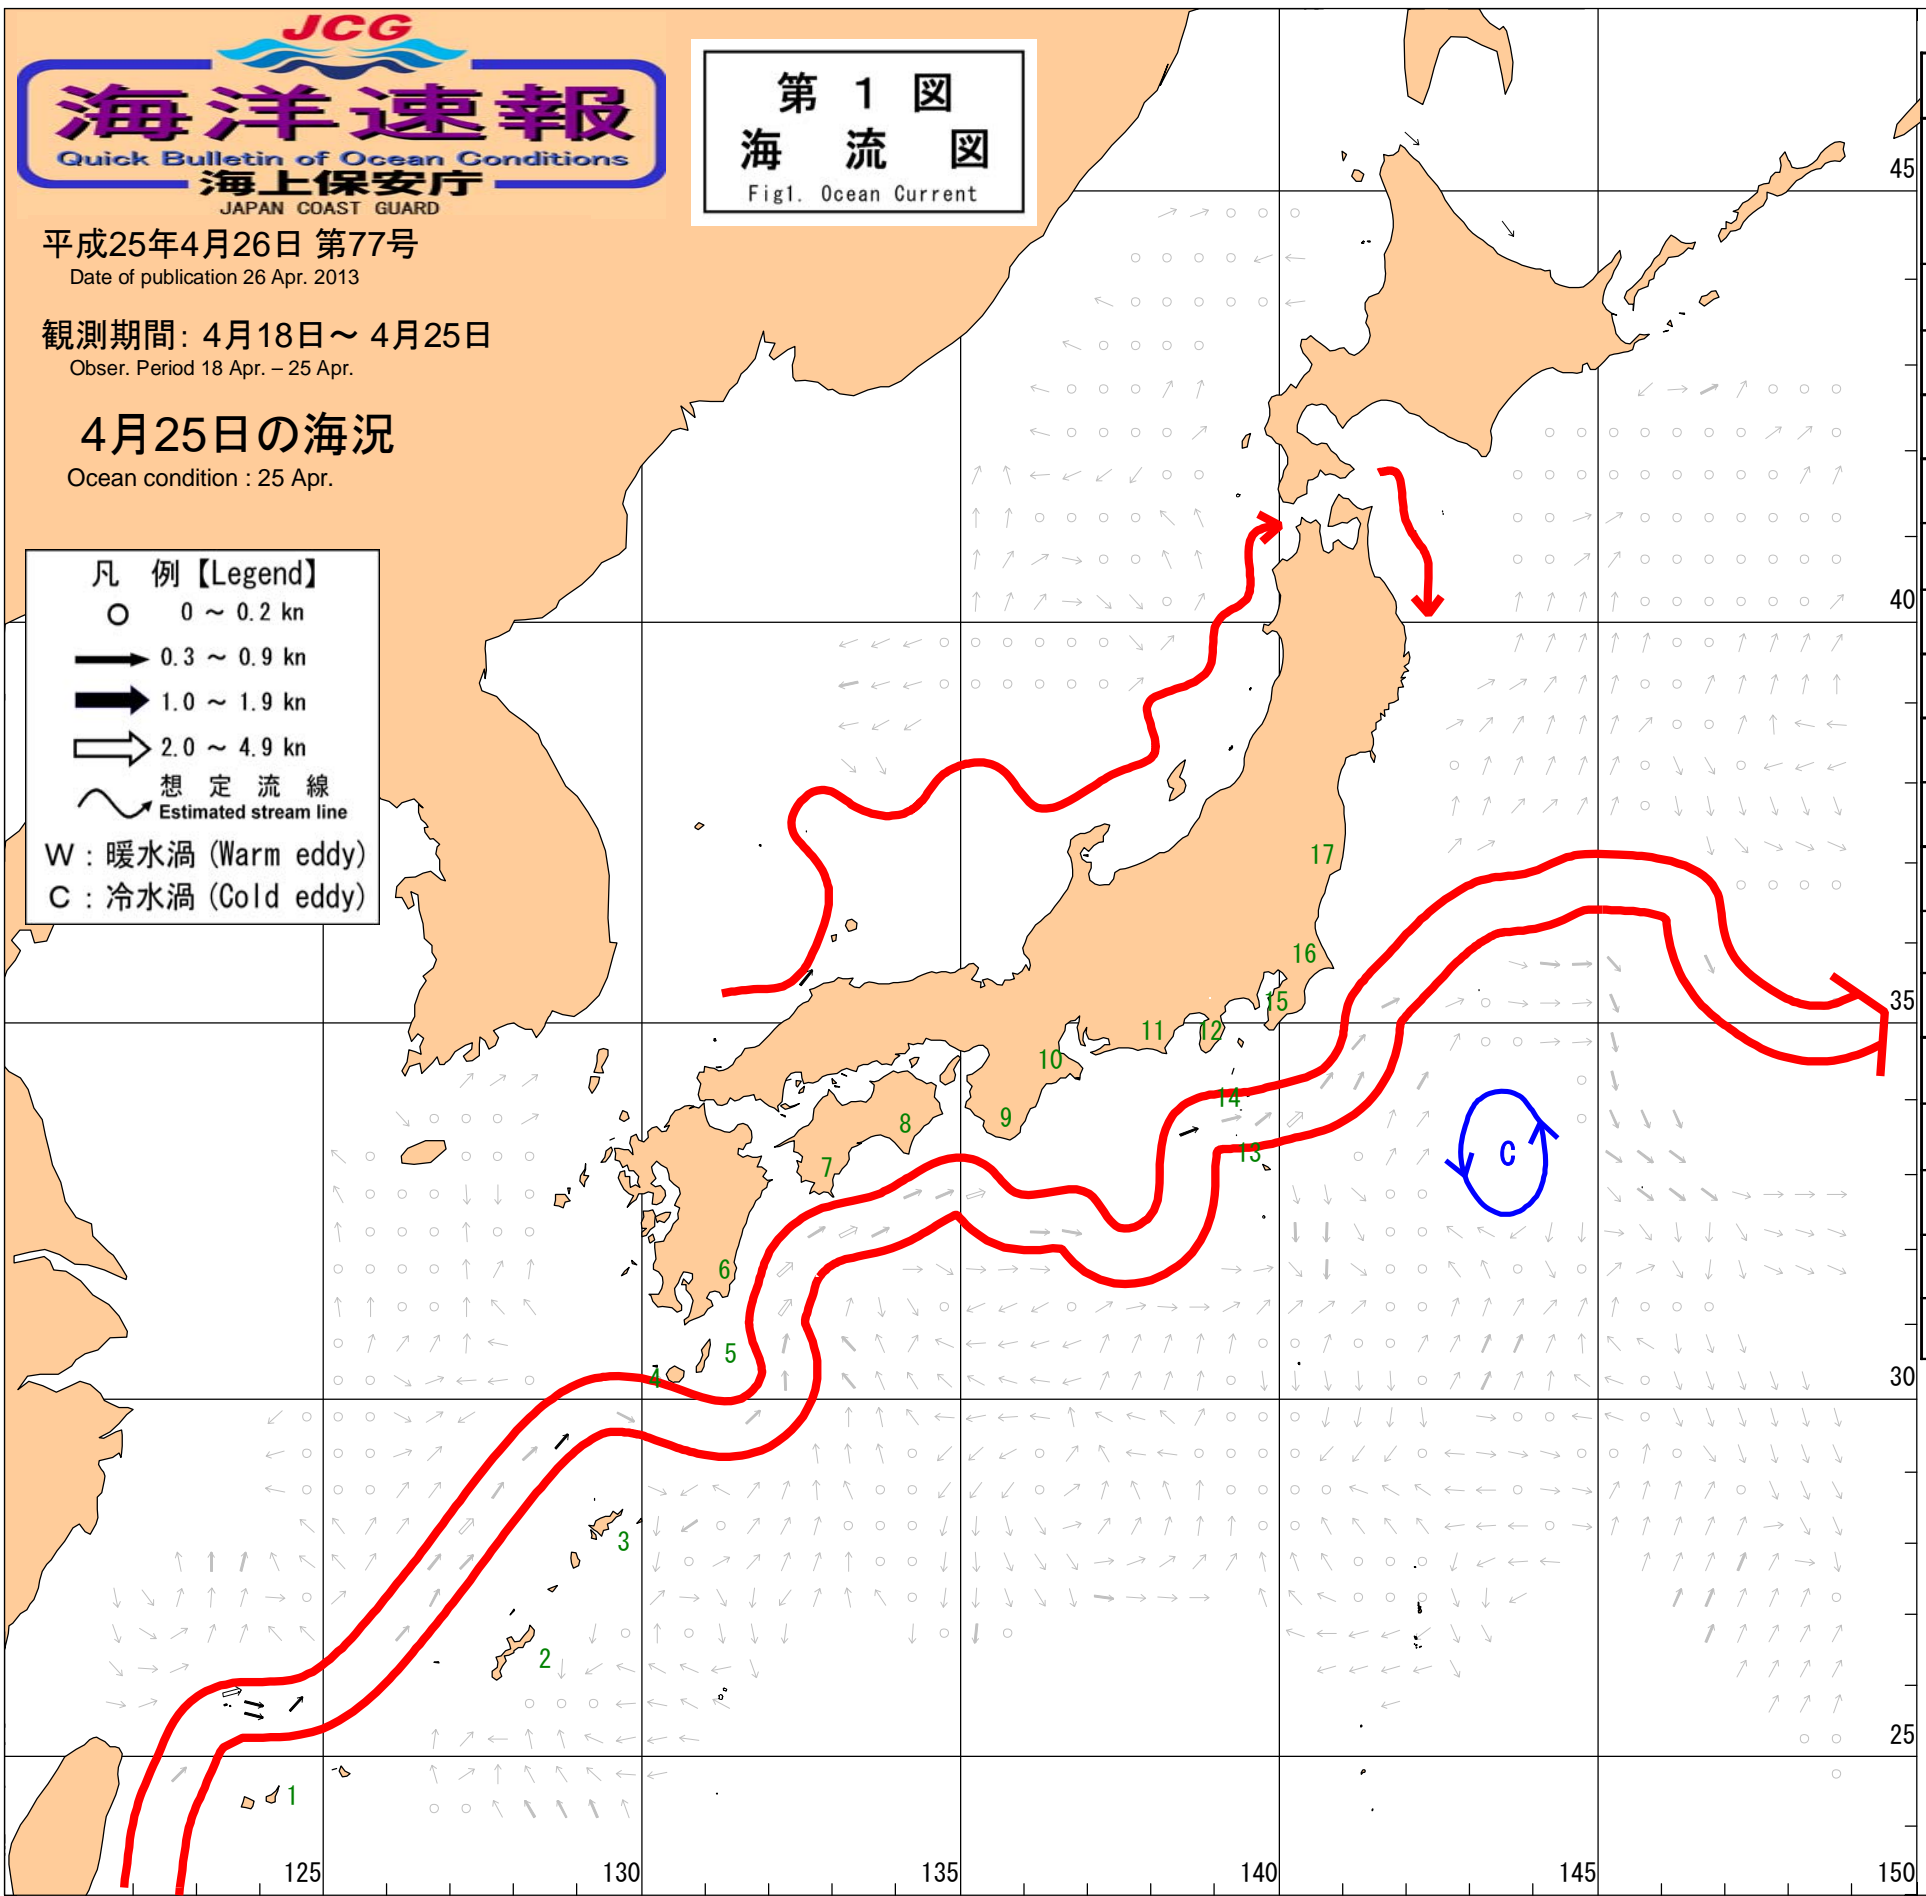 JCG
海洋速報
Quick Bulletin of Ocean Conditions
海上保安庁
JAPAN COAST GUARD
第 1 図
海 流 図
Fig1. Ocean Current
平成25年4月26日 第77号
Date of publication 26 Apr. 2013
観測期間: 4月18日～ 4月25日
Obser. Period 18 Apr. – 25 Apr.
4月25日の海況
Ocean condition : 25 Apr.
凡 例【Legend】
0 ～ 0.2 kn
0.3 ～ 0.9 kn
1.0 ～ 1.9 kn
2.0 ～ 4.9 kn
想 定 流 線
Estimated stream line
W : 暖水渦 (Warm eddy)
C : 冷水渦 (Cold eddy)
45
40
17
16
35
15
12
11
10
14
9
8
13
C
7
6
5
4
30
3
2
25
1
125
130
135
140
145
150